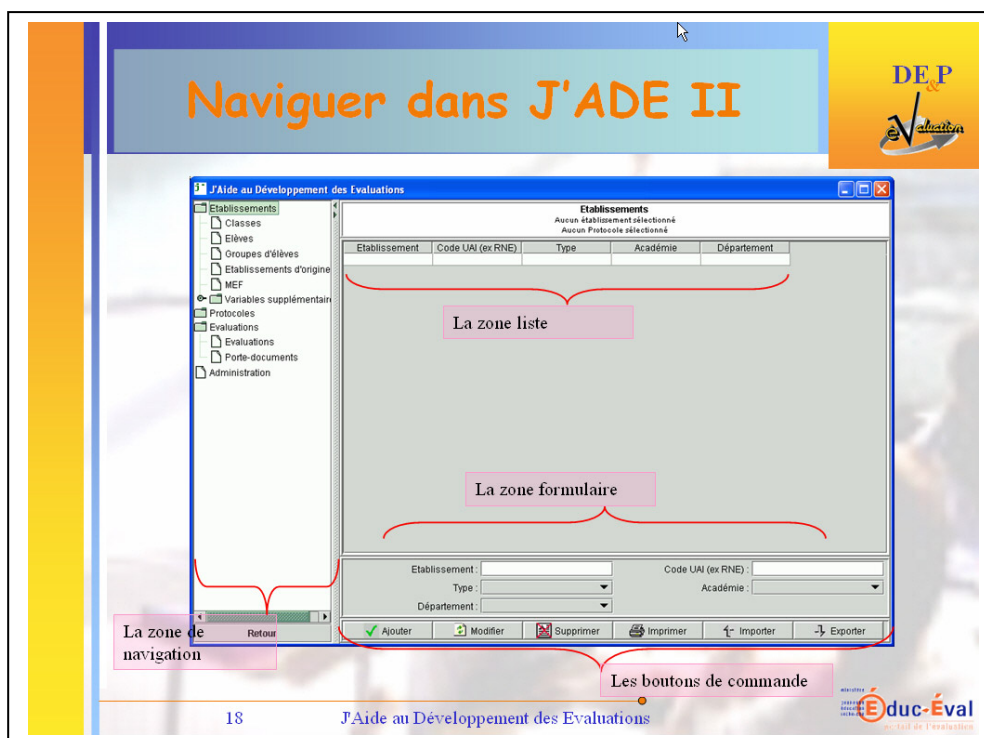 Naviguer dans J'ADE II
DE&P
èV¹aluation
J'Aide au Développement des Evaluations
Etablissements
Classes
Elèves
Groupes d'élèves
Etablissements d'origine
MEF
Variables supplémentair
Protocoles
Evaluations
Evaluations
Porte-documents
Administration
Retour
Etablissements
Aucun établissement sélectionné
Aucun Protocole sélectionné
Etablissement Code UAI (ex RNE) Type Académie Département
La zone liste
La zone formulaire
Etablissement : Code UAI (ex RNE) :
Type : Académie :
Département :
Ajouter Modifier Supprimer Imprimer Importer Exporter
La zone de
navigation
Les boutons de commande
18 J'Aide au Développement des Evaluations
Éduc-Éval
portail de l'évaluation